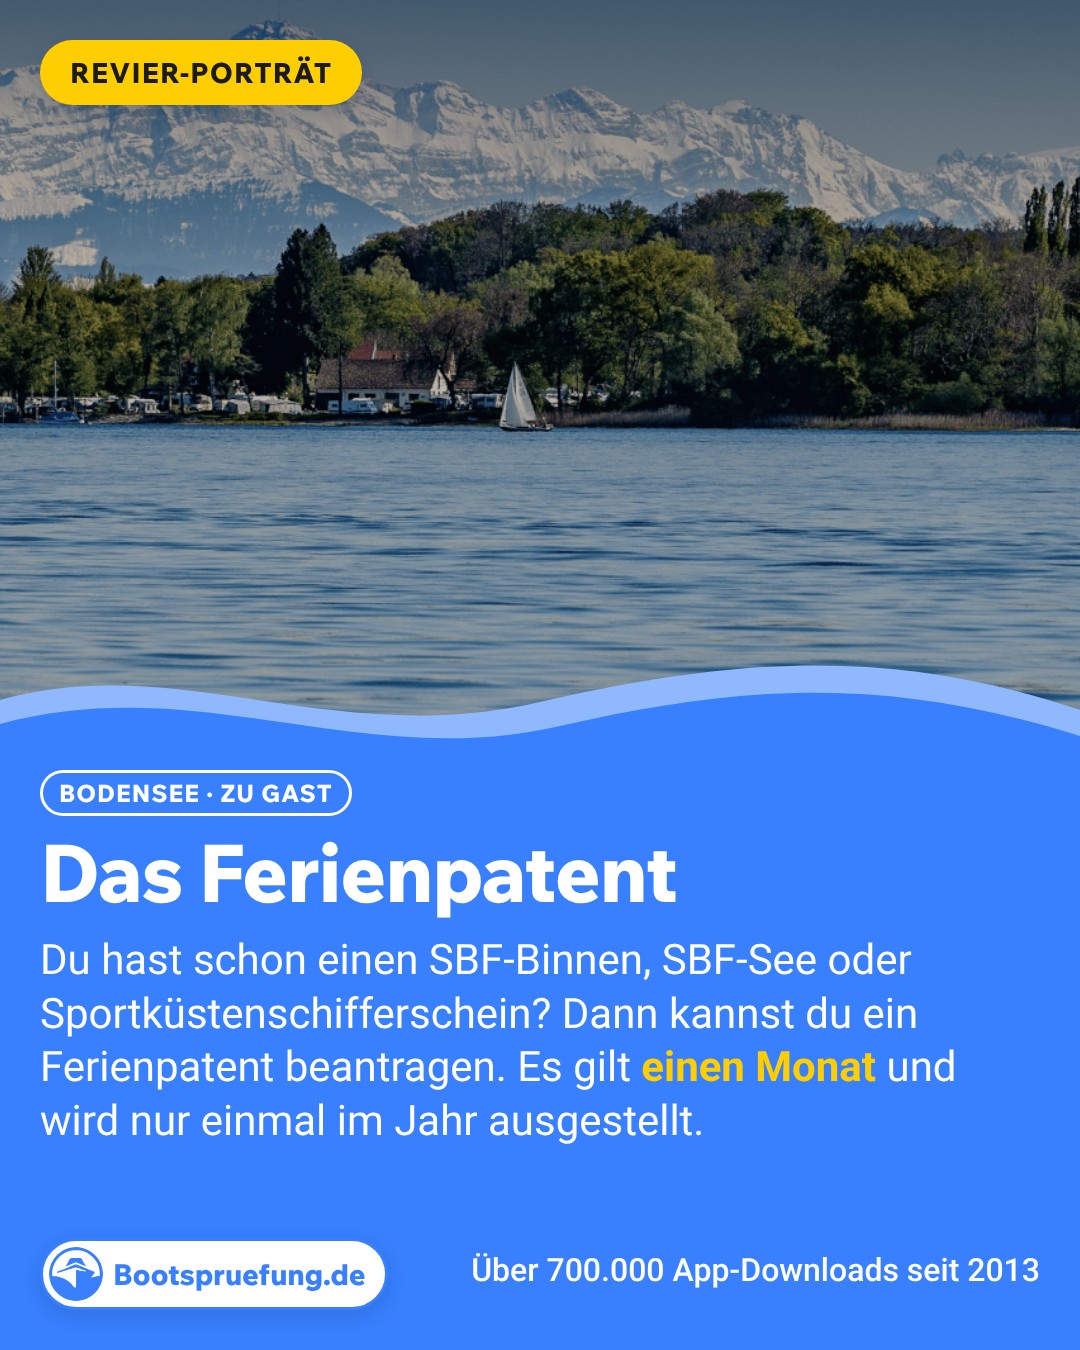 REVIER-PORTRÄT
BODENSEE · ZU GAST
Das Ferienpatent
Du hast schon einen SBF-Binnen, SBF-See oder
Sportküstenschifferschein? Dann kannst du ein
Ferienpatent beantragen. Es gilt einen Monat und
wird nur einmal im Jahr ausgestellt.
Bootspruefung.de
Über 700.000 App-Downloads seit 2013